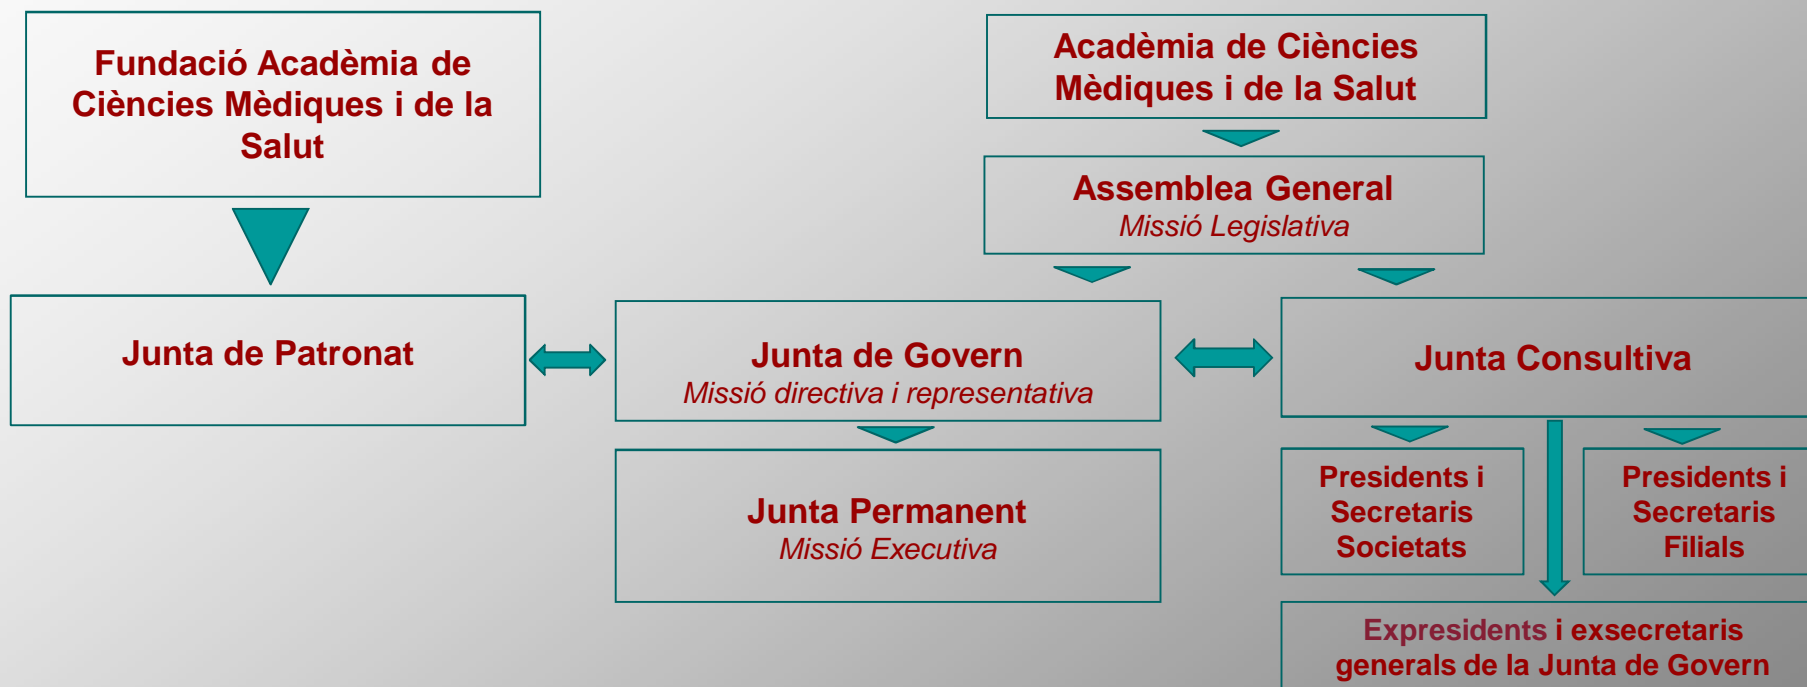 Fundació Acadèmia de
Ciències Mèdiques i de la
Salut
Acadèmia de Ciències
Mèdiques i de la Salut
Assemblea General
Missió Legislativa
Junta de Patronat
Junta de Govern
Missió directiva i representativa
Junta Consultiva
Junta Permanent
Missió Executiva
Presidents i
Secretaris
Societats
Presidents i
Secretaris
Filials
Expresidents i exsecretaris
generals de la Junta de Govern